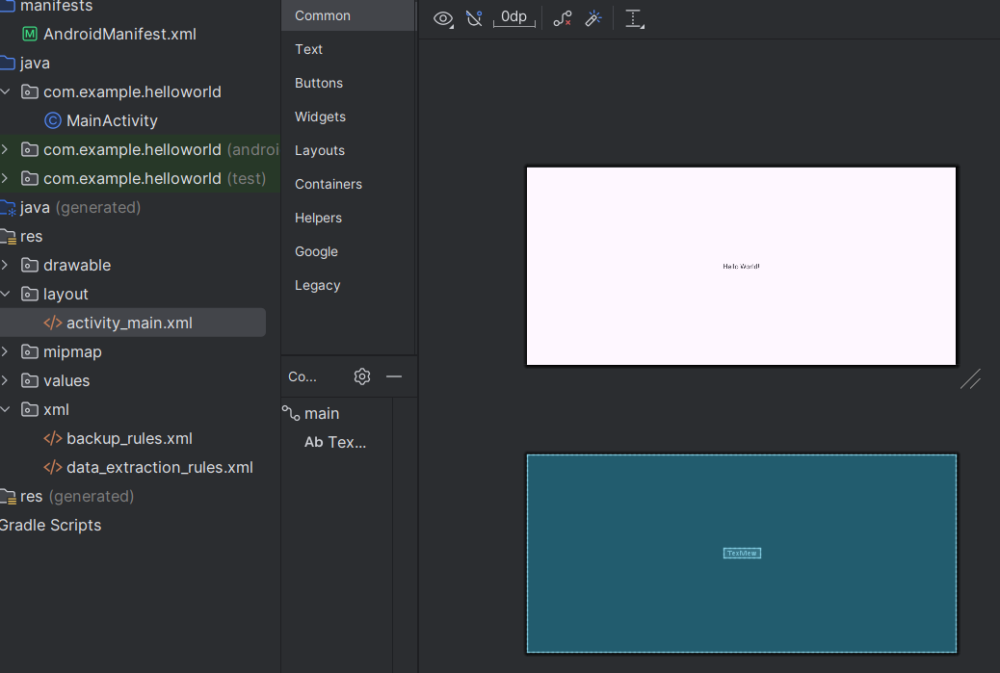 manifests
M AndroidManifest.xml
java
com.example.helloworld
C MainActivity
com.example.helloworld (androi
com.example.helloworld (test)
java (generated)
res
drawable
layout
</> activity_main.xml
mipmap
values
xml
</> backup_rules.xml
</> data_extraction_rules.xml
res (generated)
Gradle Scripts
Common
Text
Buttons
Widgets
Layouts
Containers
Helpers
Google
Legacy
Co...
main
Ab Tex...
0dp
Hello World!
TextView